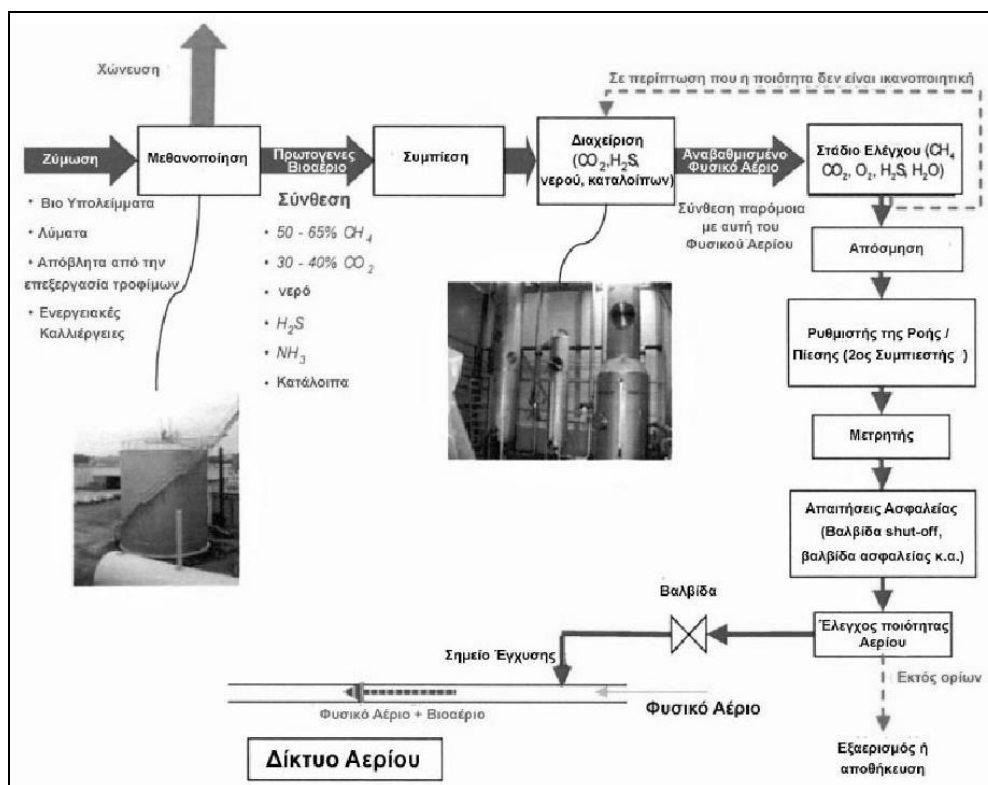 Χώνευση
Σε περίπτωση που η ποιότητα δεν είναι ικανοποιητική
Ζύμωση
Μεθανοποίηση
Πρωτογενες
Βιοαέριο
Συμπίεση
Διαχείριση
(CO₂,H₂S,
νερού, καταλοίπων)
Αναβαθμισμένο
Φυσικό Αέριο
Στάδιο Ελέγχου (CH₄
CO₂, O₂, H₂S, H₂O)
• Βιο Υπολείμματα
• Λύματα
• Απόβλητα από την
επεξεργασία τροφίμων
• Ενεργειακές
Καλλιέργειες
Σύνθεση
• 50 - 65% CH₄
• 30 - 40% CO₂
• νερό
• H₂S
• NH₃
• Κατάλοιπα
Σύνθεση παρόμοια
με αυτή του
Φυσικού Αερίου
Απόσμηση
Ρυθμιστής της Ροής /
Πίεσης (2ος Συμπιεστής )
Μετρητής
Απαιτήσεις Ασφαλείας
(Βαλβίδα shut-off,
βαλβίδα ασφαλείας κ.α.)
Βαλβίδα
Έλεγχος ποιότητας
Αερίου
Σημείο Έγχυσης
Εκτός ορίων
Φυσικό Αέριο + Βιοαέριο
Φυσικό Αέριο
Δίκτυο Αερίου
Εξαερισμός ή
αποθήκευση